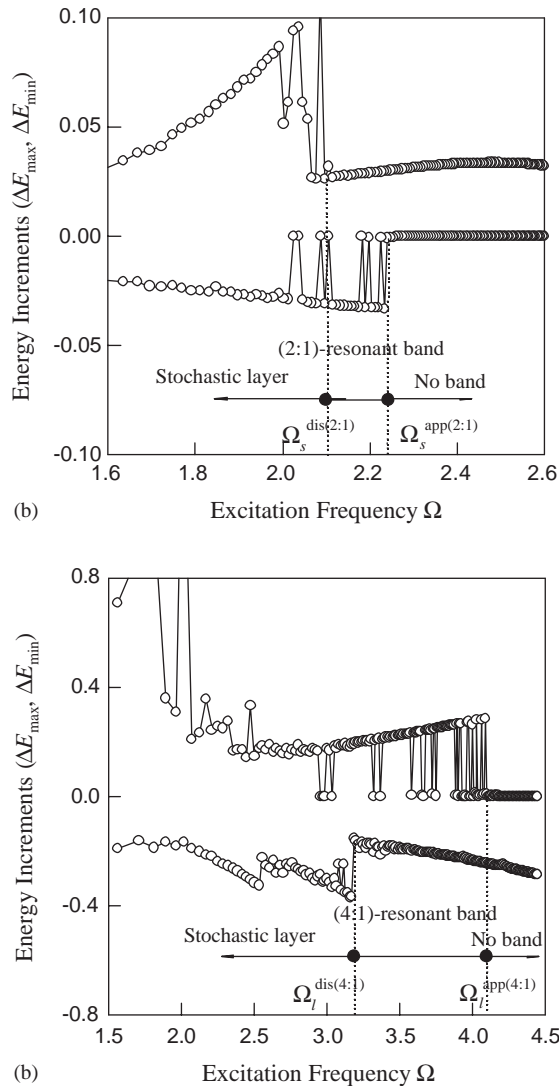 0.10
0.05
0.00
-0.05
-0.10
Energy Increments (ΔE_max, ΔE_min)
(2:1)-resonant band
Stochastic layer
No band
Ω_s^dis(2:1)
Ω_s^app(2:1)
1.6 1.8 2.0 2.2 2.4 2.6
(b) Excitation Frequency Ω
0.8
0.4
0.0
-0.4
-0.8
Energy Increments (ΔE_max, ΔE_min)
(4:1)-resonant band
Stochastic layer
No band
Ω_l^dis(4:1)
Ω_l^app(4:1)
1.5 2.0 2.5 3.0 3.5 4.0 4.5
(b) Excitation Frequency Ω